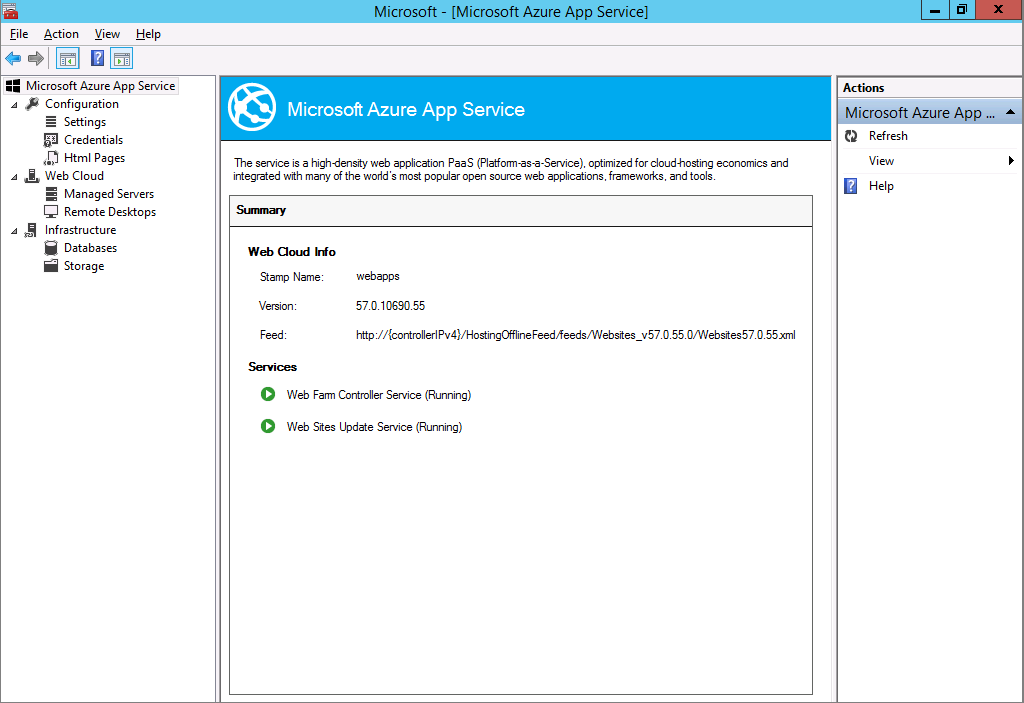 Microsoft - [Microsoft Azure App Service]
File Action View Help
Microsoft Azure App Service
Configuration
Settings
Credentials
Html Pages
Web Cloud
Managed Servers
Remote Desktops
Infrastructure
Databases
Storage
Microsoft Azure App Service
The service is a high-density web application PaaS (Platform-as-a-Service), optimized for cloud-hosting economics and
integrated with many of the world's most popular open source web applications, frameworks, and tools.
Summary
Web Cloud Info
Stamp Name: webapps
Version: 57.0.10690.55
Feed: http://{controllerIPv4}/HostingOfflineFeed/feeds/Websites_v57.0.55.0/Websites57.0.55.xml
Services
Web Farm Controller Service (Running)
Web Sites Update Service (Running)
Actions
Microsoft Azure App ...
Refresh
View
Help